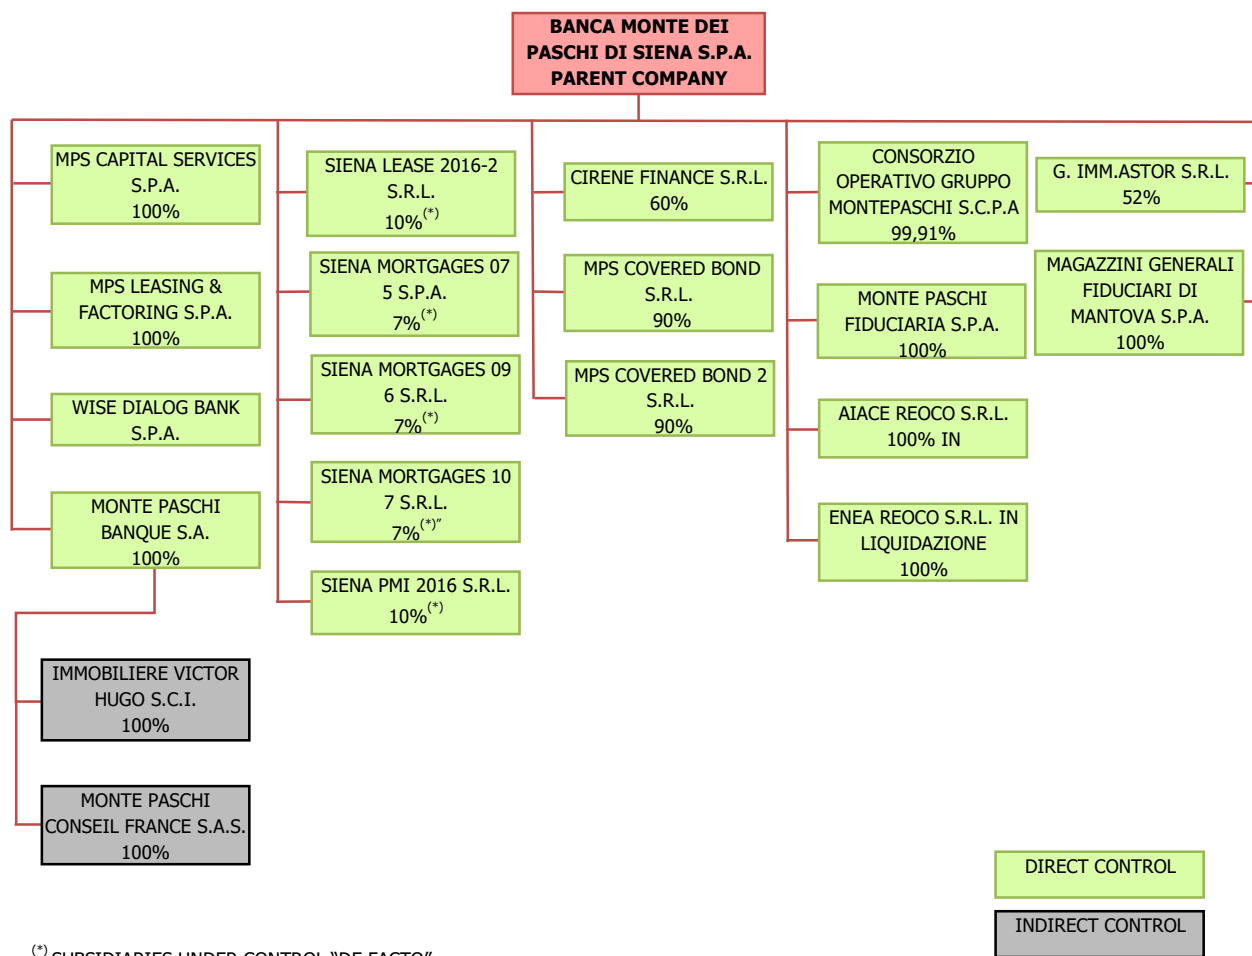 BANCA MONTE DEI
PASCHI DI SIENA S.P.A.
PARENT COMPANY
MPS CAPITAL SERVICES
S.P.A.
100%
MPS LEASING &
FACTORING S.P.A.
100%
WISE DIALOG BANK
S.P.A.
MONTE PASCHI
BANQUE S.A.
100%
IMMOBILIERE VICTOR
HUGO S.C.I.
100%
MONTE PASCHI
CONSEIL FRANCE S.A.S.
100%
SIENA LEASE 2016-2
S.R.L.
10%(*)
SIENA MORTGAGES 07
5 S.P.A.
7%(*)
SIENA MORTGAGES 09
6 S.R.L.
7%(*)
SIENA MORTGAGES 10
7 S.R.L.
7%(*)"
SIENA PMI 2016 S.R.L.
10%(*)
CIRENE FINANCE S.R.L.
60%
MPS COVERED BOND
S.R.L.
90%
MPS COVERED BOND 2
S.R.L.
90%
CONSORZIO
OPERATIVO GRUPPO
MONTEPASCHI S.C.P.A
99,91%
MONTE PASCHI
FIDUCIARIA S.P.A.
100%
AIACE REOCO S.R.L.
100% IN
ENEA REOCO S.R.L. IN
LIQUIDAZIONE
100%
G. IMM.ASTOR S.R.L.
52%
MAGAZZINI GENERALI
FIDUCIARI DI
MANTOVA S.P.A.
100%
DIRECT CONTROL
INDIRECT CONTROL
(*) SUBSIDIARIES UNDER CONTROL “DE FACTO”